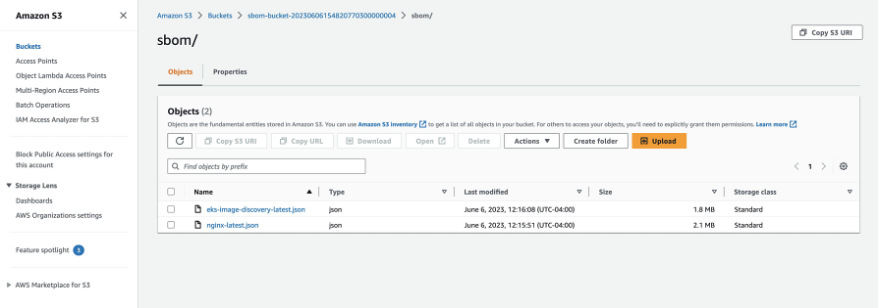 Amazon S3
Amazon S3 > Buckets > sbom-bucket-20230606154820770300000004 > sbom/
sbom/
Copy S3 URI
Buckets
Access Points
Object Lambda Access Points
Multi-Region Access Points
Batch Operations
IAM Access Analyzer for S3
Block Public Access settings for
this account
Storage Lens
Dashboards
AWS Organizations settings
Feature spotlight 3
AWS Marketplace for S3
Objects Properties
Objects (2)
Objects are the fundamental entities stored in Amazon S3. You can use Amazon S3 inventory to get a list of all objects in your bucket. For others to access your objects, you'll need to explicitly grant them permissions. Learn more
Copy S3 URI Copy URL Download Open Delete Actions Create folder Upload
Find objects by prefix
1
Name Type Last modified Size Storage class
eks-image-discovery-latest.json json June 6, 2023, 12:16:08 (UTC-04:00) 1.8 MB Standard
nginx-latest.json json June 6, 2023, 12:15:51 (UTC-04:00) 2.1 MB Standard